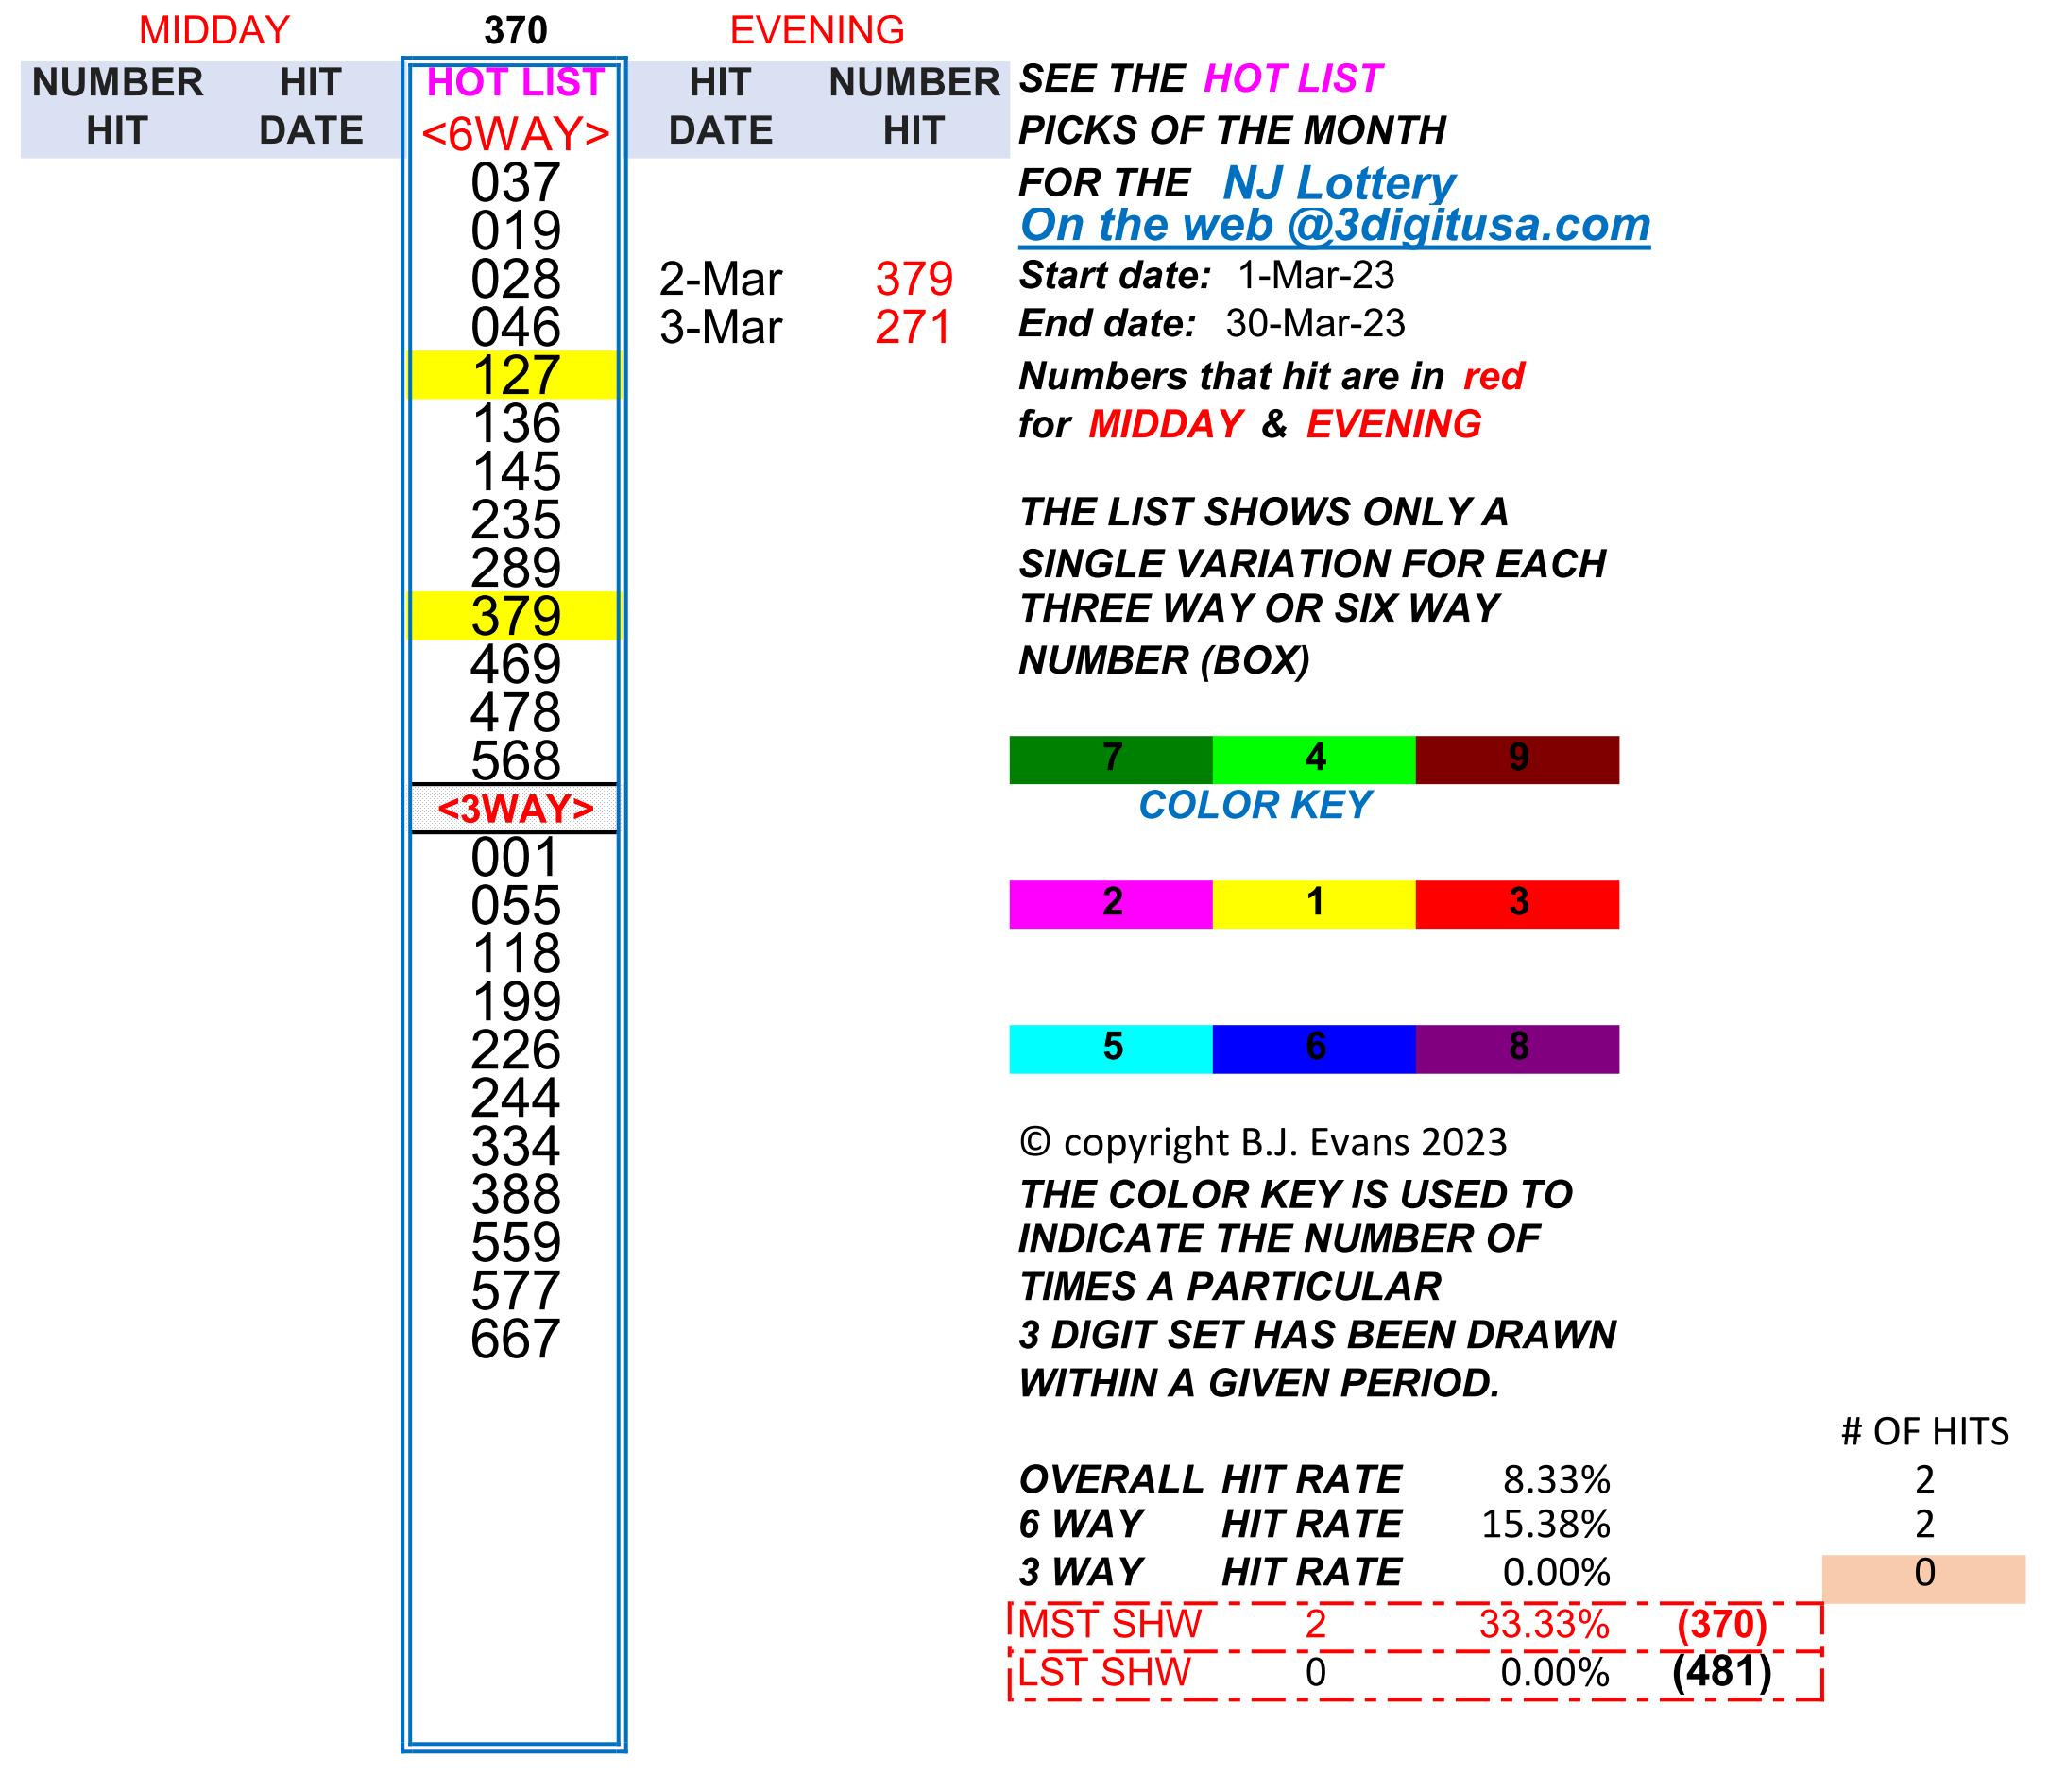 MIDDAY 370 EVENING
NUMBER HIT HOT LIST HIT NUMBER SEE THE HOT LIST
HIT DATE <6WAY> DATE HIT PICKS OF THE MONTH
037 FOR THE NJ Lottery
019 On the web @3digitusa.com
028 2-Mar 379 Start date: 1-Mar-23
046 3-Mar 271 End date: 30-Mar-23
127 Numbers that hit are in red
136 for MIDDAY & EVENING
145
235 THE LIST SHOWS ONLY A
289 SINGLE VARIATION FOR EACH
379 THREE WAY OR SIX WAY
469 NUMBER (BOX)
478
568 7 4 9
<3WAY> COLOR KEY
001
055 2 1 3
118
199
226 5 6 8
244
334 © copyright B.J. Evans 2023
388 THE COLOR KEY IS USED TO
559 INDICATE THE NUMBER OF
577 TIMES A PARTICULAR
667 3 DIGIT SET HAS BEEN DRAWN
WITHIN A GIVEN PERIOD.
# OF HITS
OVERALL HIT RATE 8.33% 2
6 WAY HIT RATE 15.38% 2
3 WAY HIT RATE 0.00% 0
MST SHW 2 33.33% (370)
LST SHW 0 0.00% (481)